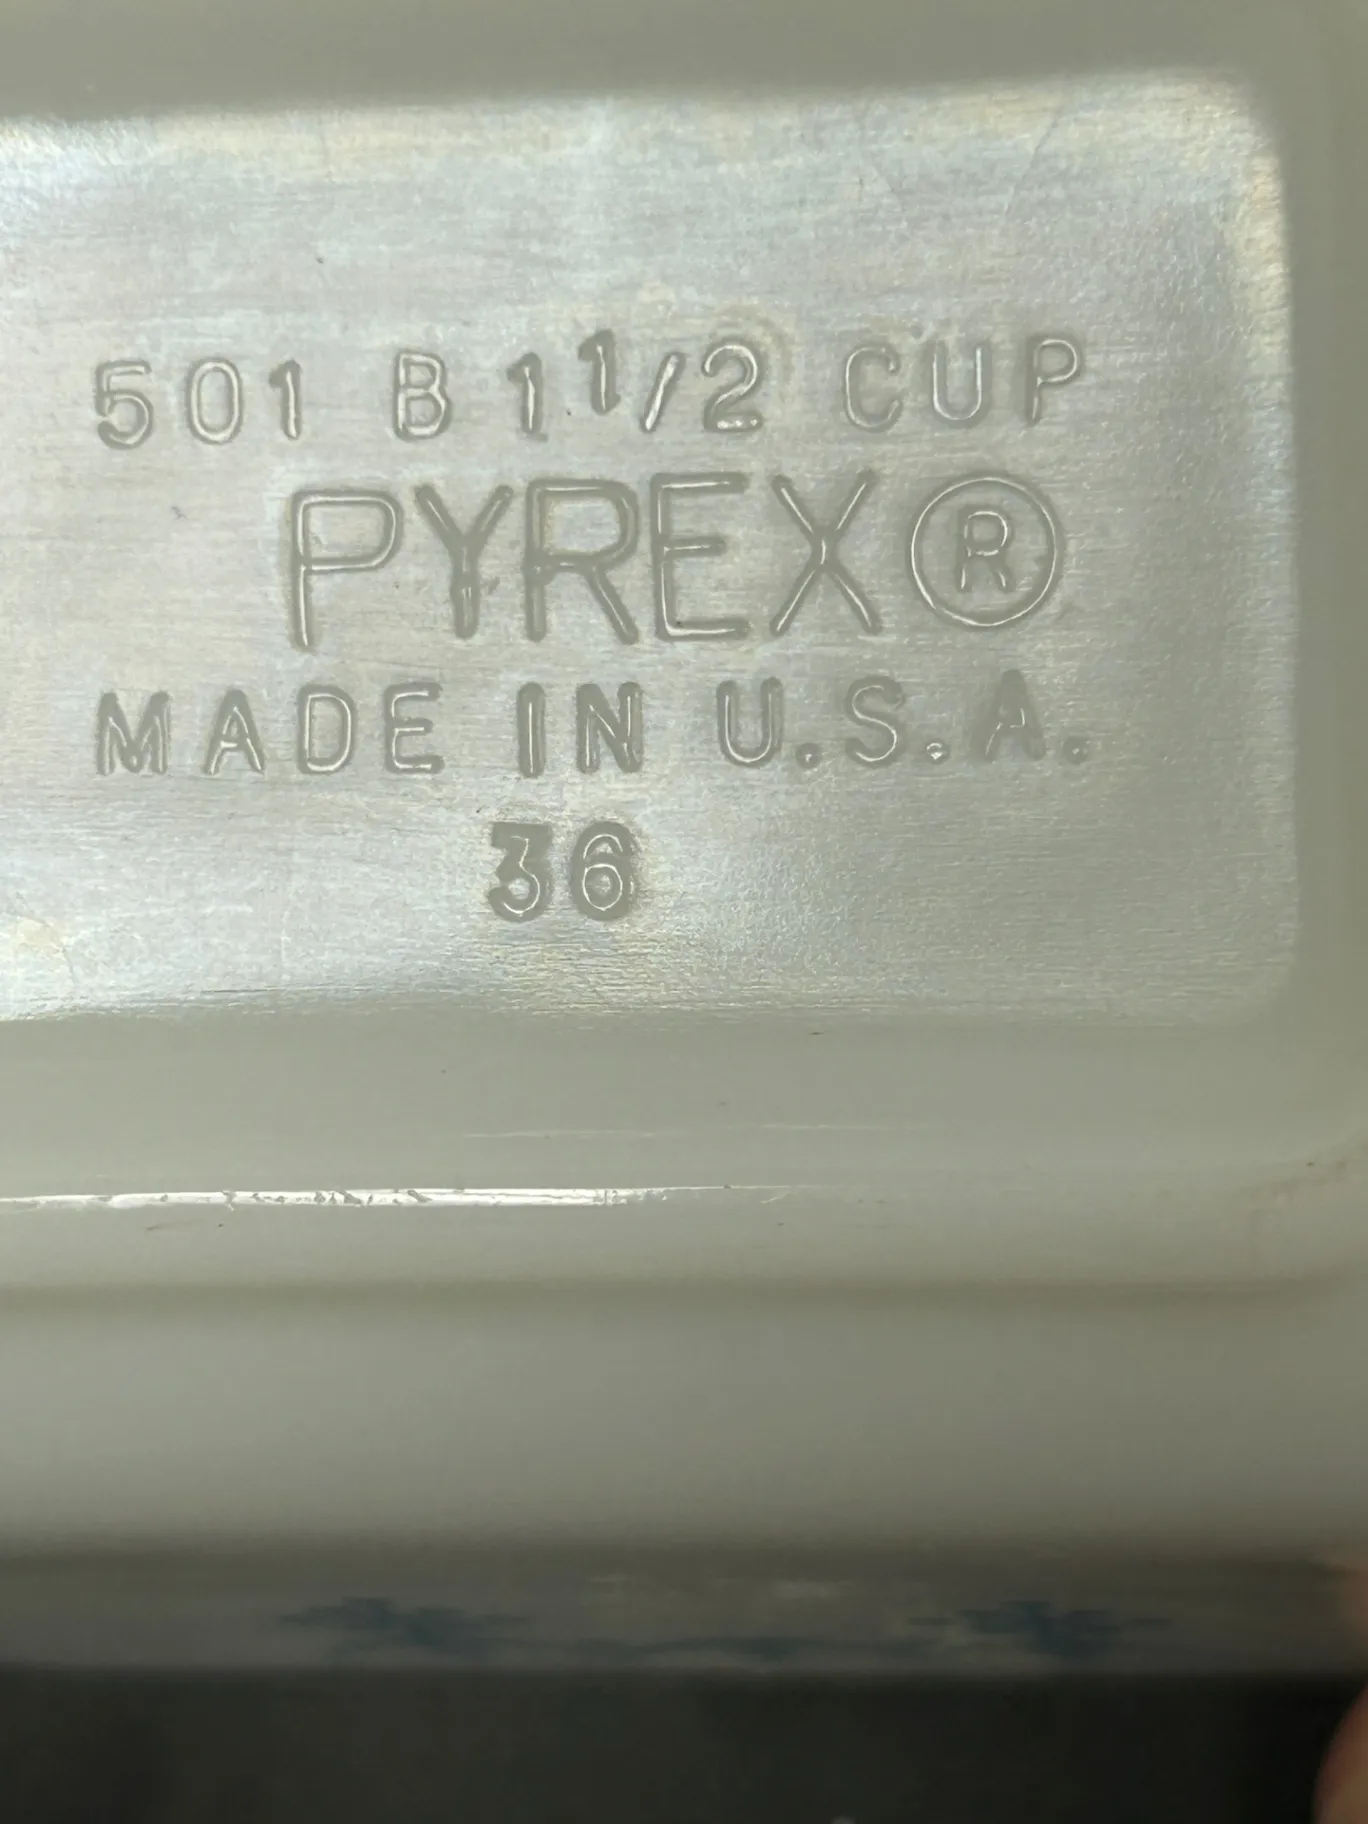 501 B 1 1/2 CUP
PYREX®
MADE IN U.S.A.
36